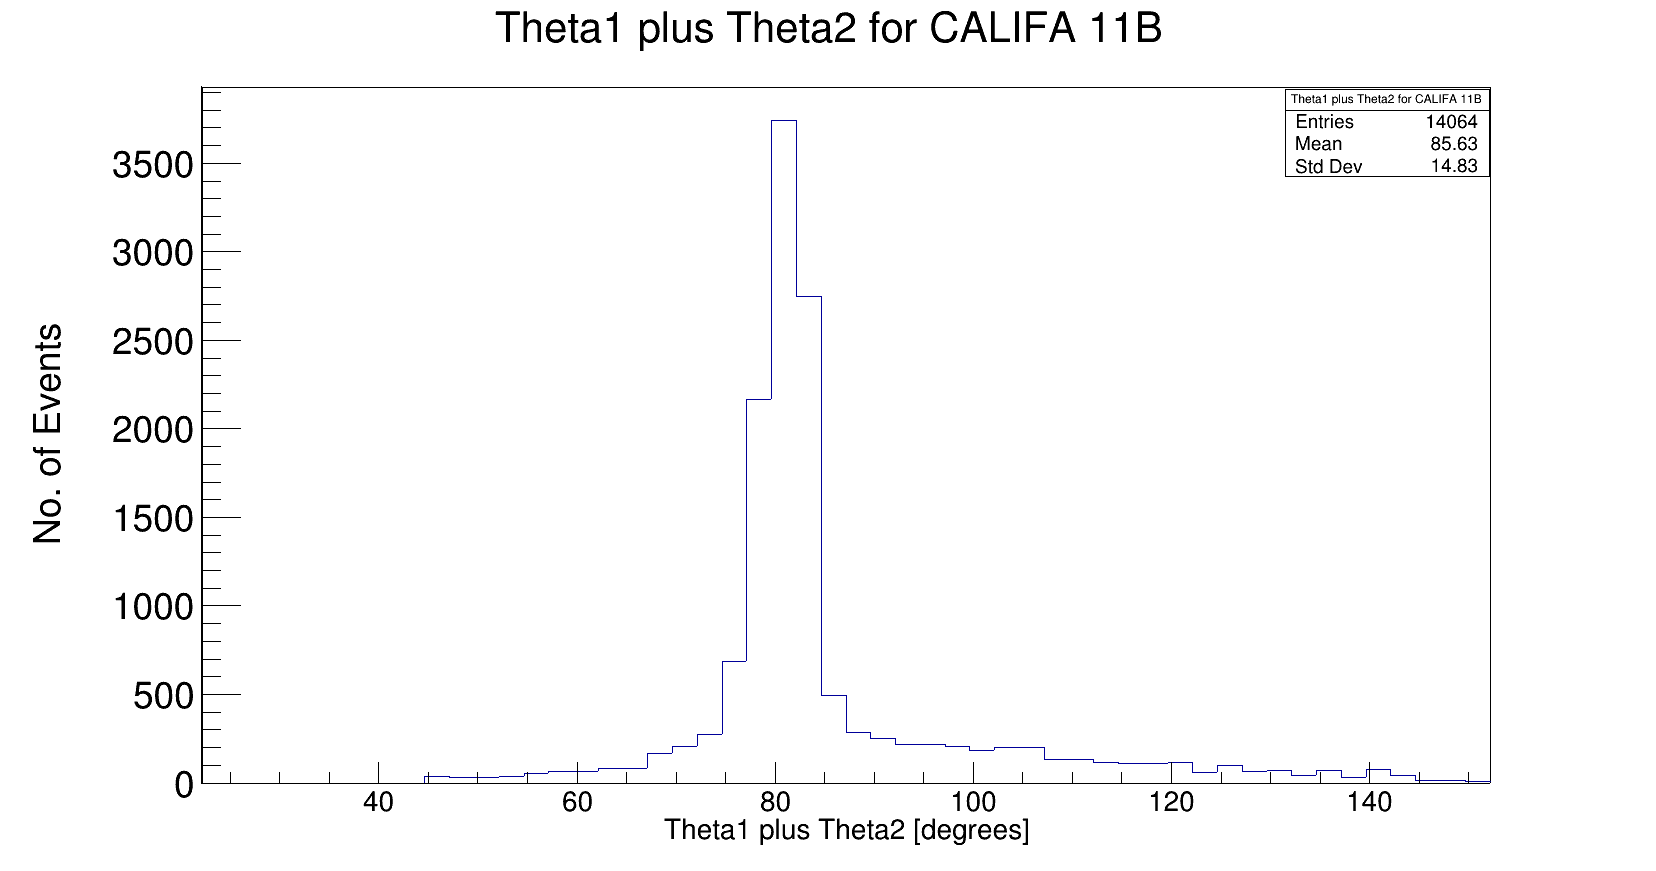 Theta1 plus Theta2 for CALIFA 11B
Theta1 plus Theta2 for CALIFA 11B
Entries 14064
Mean 85.63
Std Dev 14.83
No. of Events
3500
3000
2500
2000
1500
1000
500
0
40 60 80 100 120 140
Theta1 plus Theta2 [degrees]